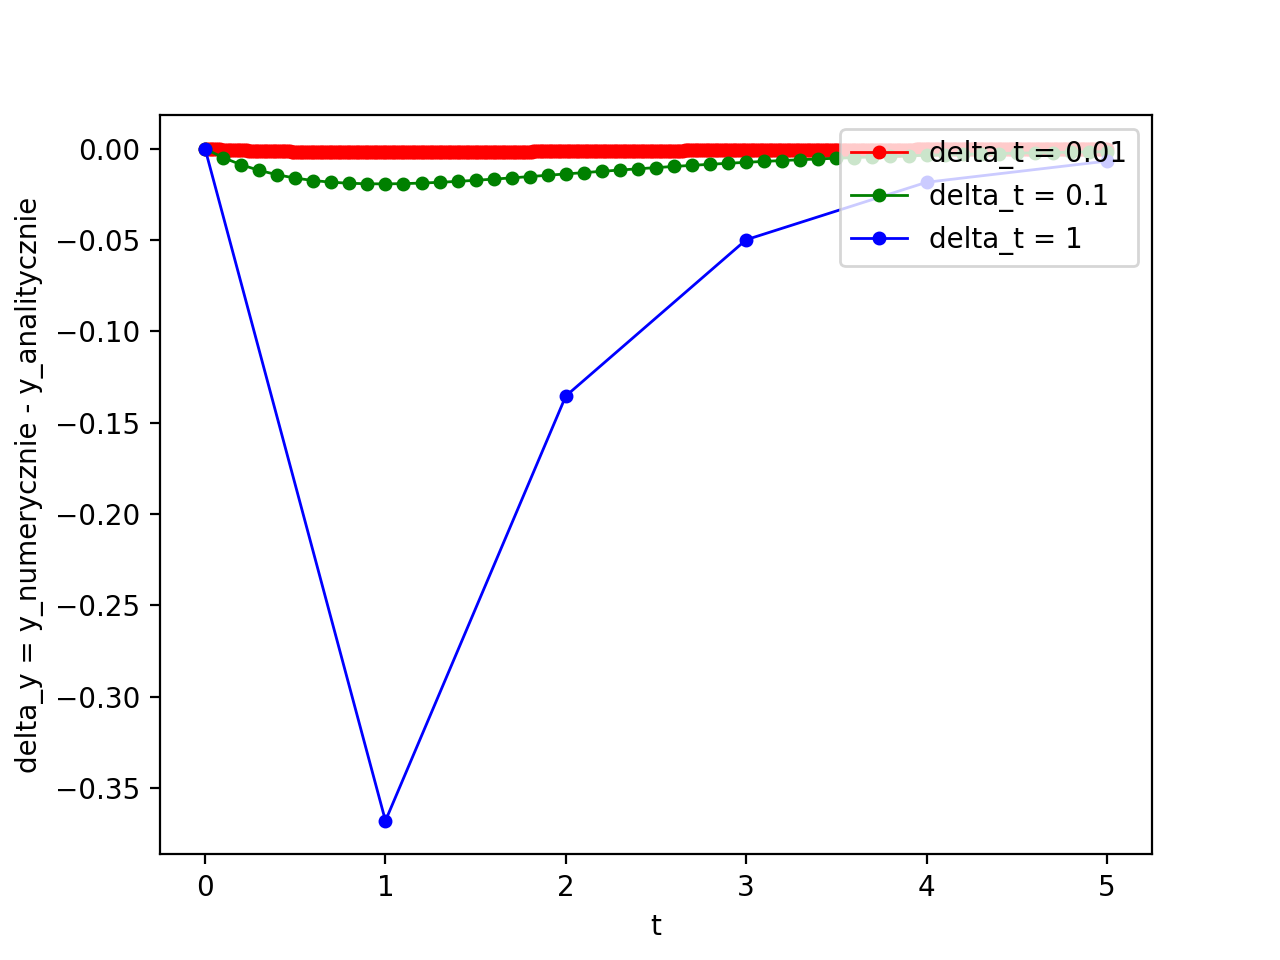 0.00
−0.05
−0.10
−0.15
−0.20
−0.25
−0.30
−0.35
delta_y = y_numerycznie - y_analitycznie
delta_t = 0.01
delta_t = 0.1
delta_t = 1
0 1 2 3 4 5
t